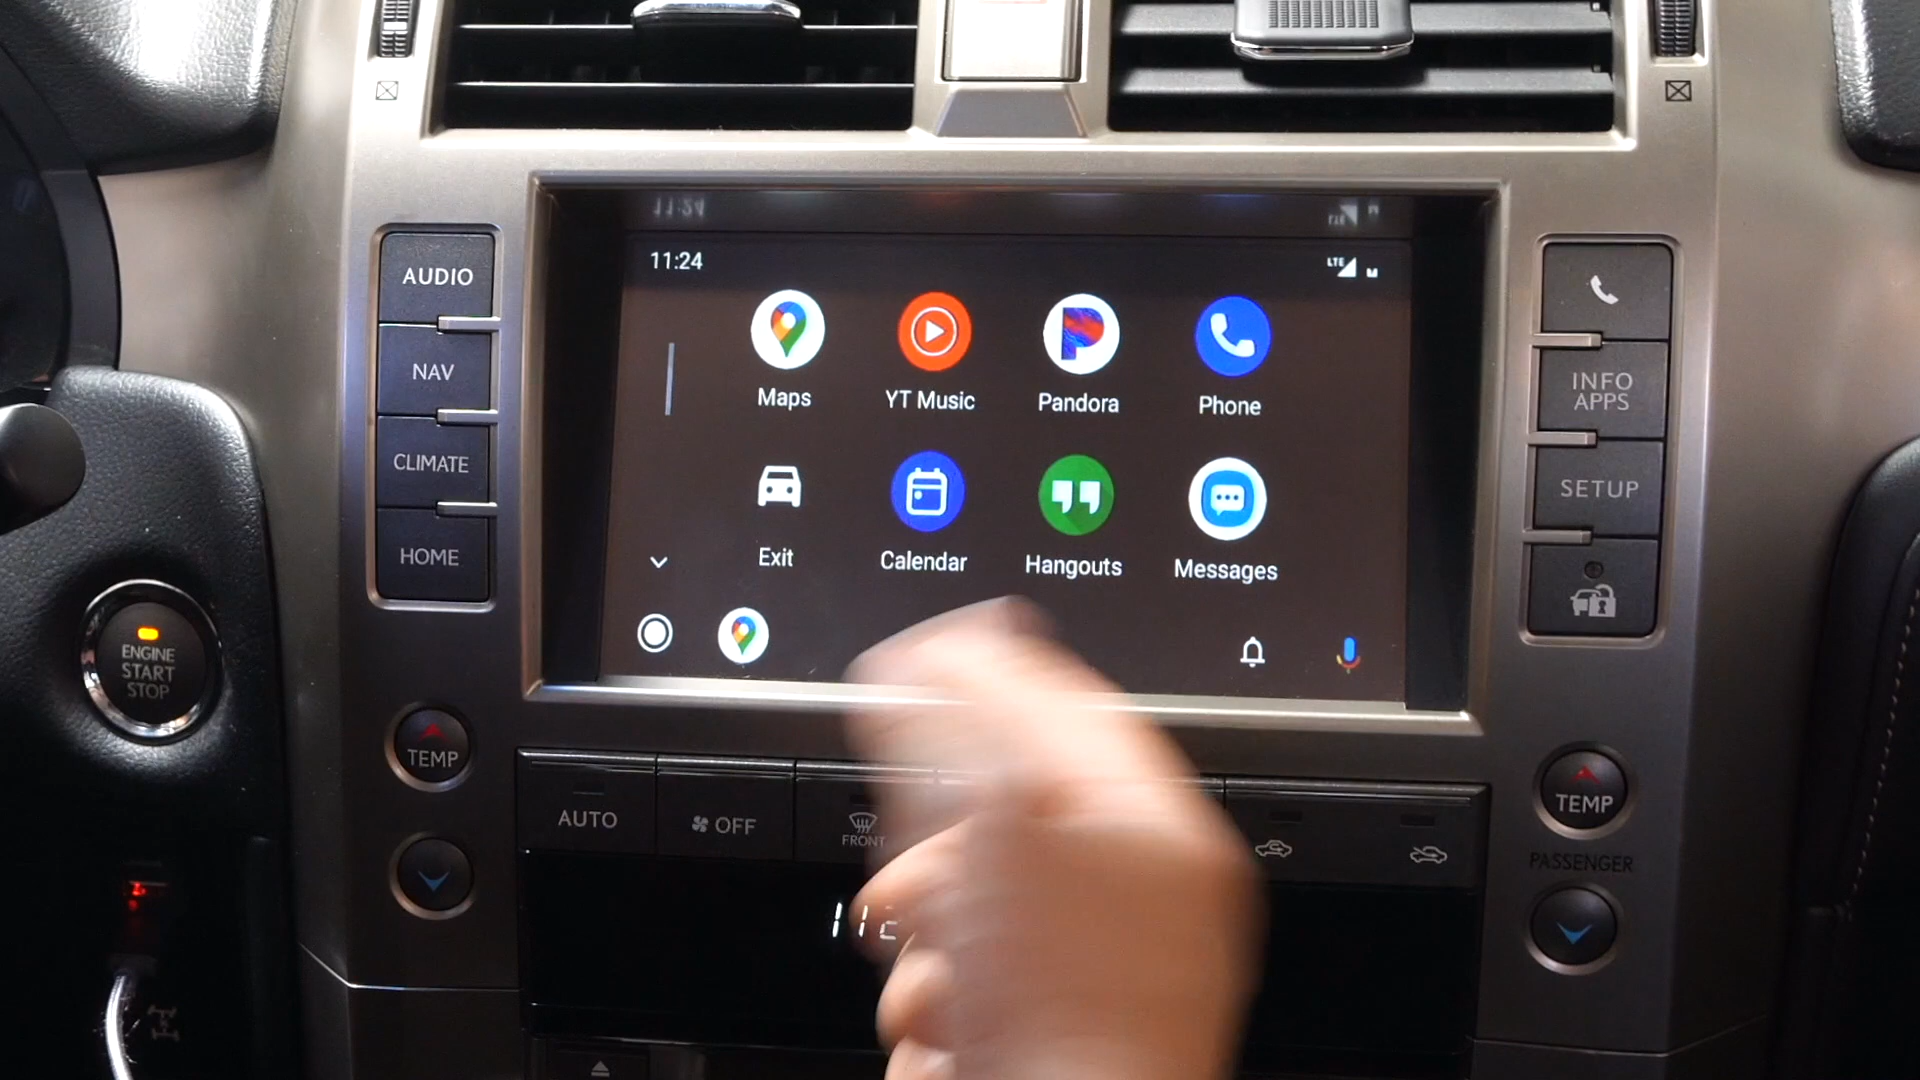 11:24
LTE
Maps
YT Music
Pandora
Phone
Exit
Calendar
Hangouts
Messages
AUDIO
NAV
CLIMATE
HOME
INFO
APPS
SETUP
ENGINE
START
STOP
TEMP
AUTO
OFF
FRONT
TEMP
PASSENGER